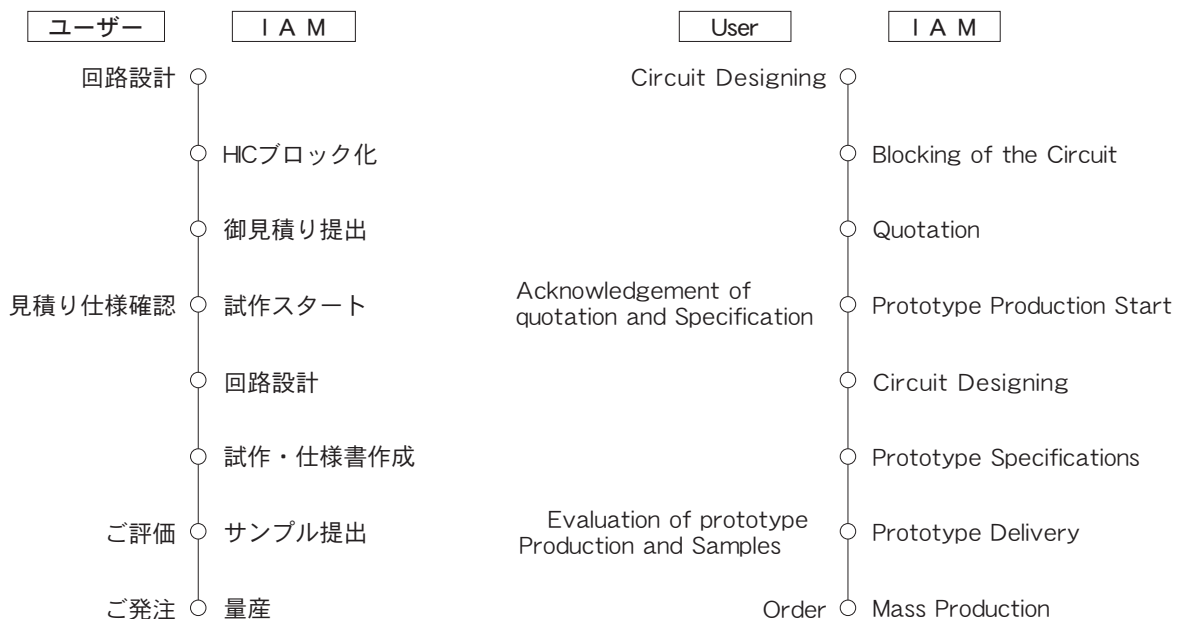 ユーザー
I A M
回路設計
HICブロック化
御見積り提出
見積り仕様確認
試作スタート
回路設計
試作・仕様書作成
ご評価
サンプル提出
ご発注
量産
User
I A M
Circuit Designing
Blocking of the Circuit
Quotation
Acknowledgement of
quotation and Specification
Prototype Production Start
Circuit Designing
Prototype Specifications
Evaluation of prototype
Production and Samples
Prototype Delivery
Order
Mass Production